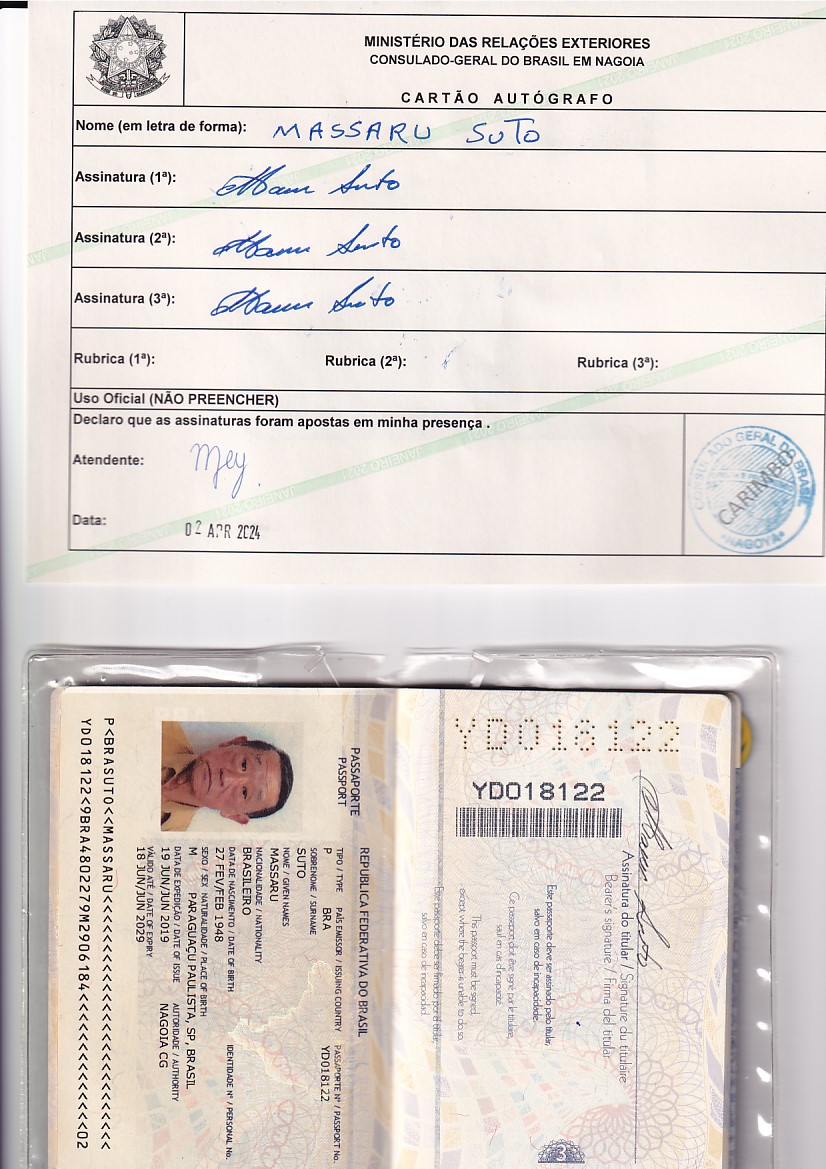 MINISTÉRIO DAS RELAÇÕES EXTERIORES
CONSULADO-GERAL DO BRASIL EM NAGOIA
CARTÃO AUTÓGRAFO
Nome (em letra de forma): MASSARU SUTO
Assinatura (1ª): Suto
Assinatura (2ª): Suto
Assinatura (3ª): Suto
Rubrica (1ª): Rubrica (2ª): Rubrica (3ª):
Uso Oficial (NÃO PREENCHER)
Declaro que as assinaturas foram apostas em minha presença .
Atendente: Mey
Data: 02 APR 2024
CONSULADO GERAL DO BRASIL
CARIMBO
NAGOYA
JANEIRO 2021
YD018122
YD018122
Suto
Assinatura do titular / Signature du titulaire
Bearer's signature / Firma del titular
Este passaporte deve ser assinado pelo titular,
salvo em caso de incapacidade.
Ce passeport doit être signé par le titulaire,
sauf en cas d'incapacité.
This passport must be signed,
except where the bearer is unable to do so.
Este pasaporte debe ser firmado por el titular,
salvo en caso de incapacidad.
REPÚBLICA FEDERATIVA DO BRASIL
PASSAPORTE
PASSPORT
TIPO / TYPE PAÍS EMISSOR / ISSUING COUNTRY PASSAPORTE Nº / PASSPORT No.
P BRA YD018122
SOBRENOME / SURNAME
SUTO
NOME / GIVEN NAMES
MASSARU
NACIONALIDADE / NATIONALITY
BRASILEIRO
DATA DE NASCIMENTO / DATE OF BIRTH IDENTIDADE Nº / PERSONAL No.
27 FEV/FEB 1948
SEXO / SEX NATURALIDADE / PLACE OF BIRTH
M PARAGUAÇU PAULISTA, SP, BRASIL
DATA DE EXPEDIÇÃO / DATE OF ISSUE AUTORIDADE / AUTHORITY
19 JUN/JUN 2019 NAGOIA CG
VÁLIDO ATÉ / DATE OF EXPIRY
18 JUN/JUN 2029
P<BRASUTO<<MASSARU<<<<<<<<<<<<<<<<<<<<<<<<<<
YD018122<9BRA4802279M2906184<<<<<<<<<<<<<<02